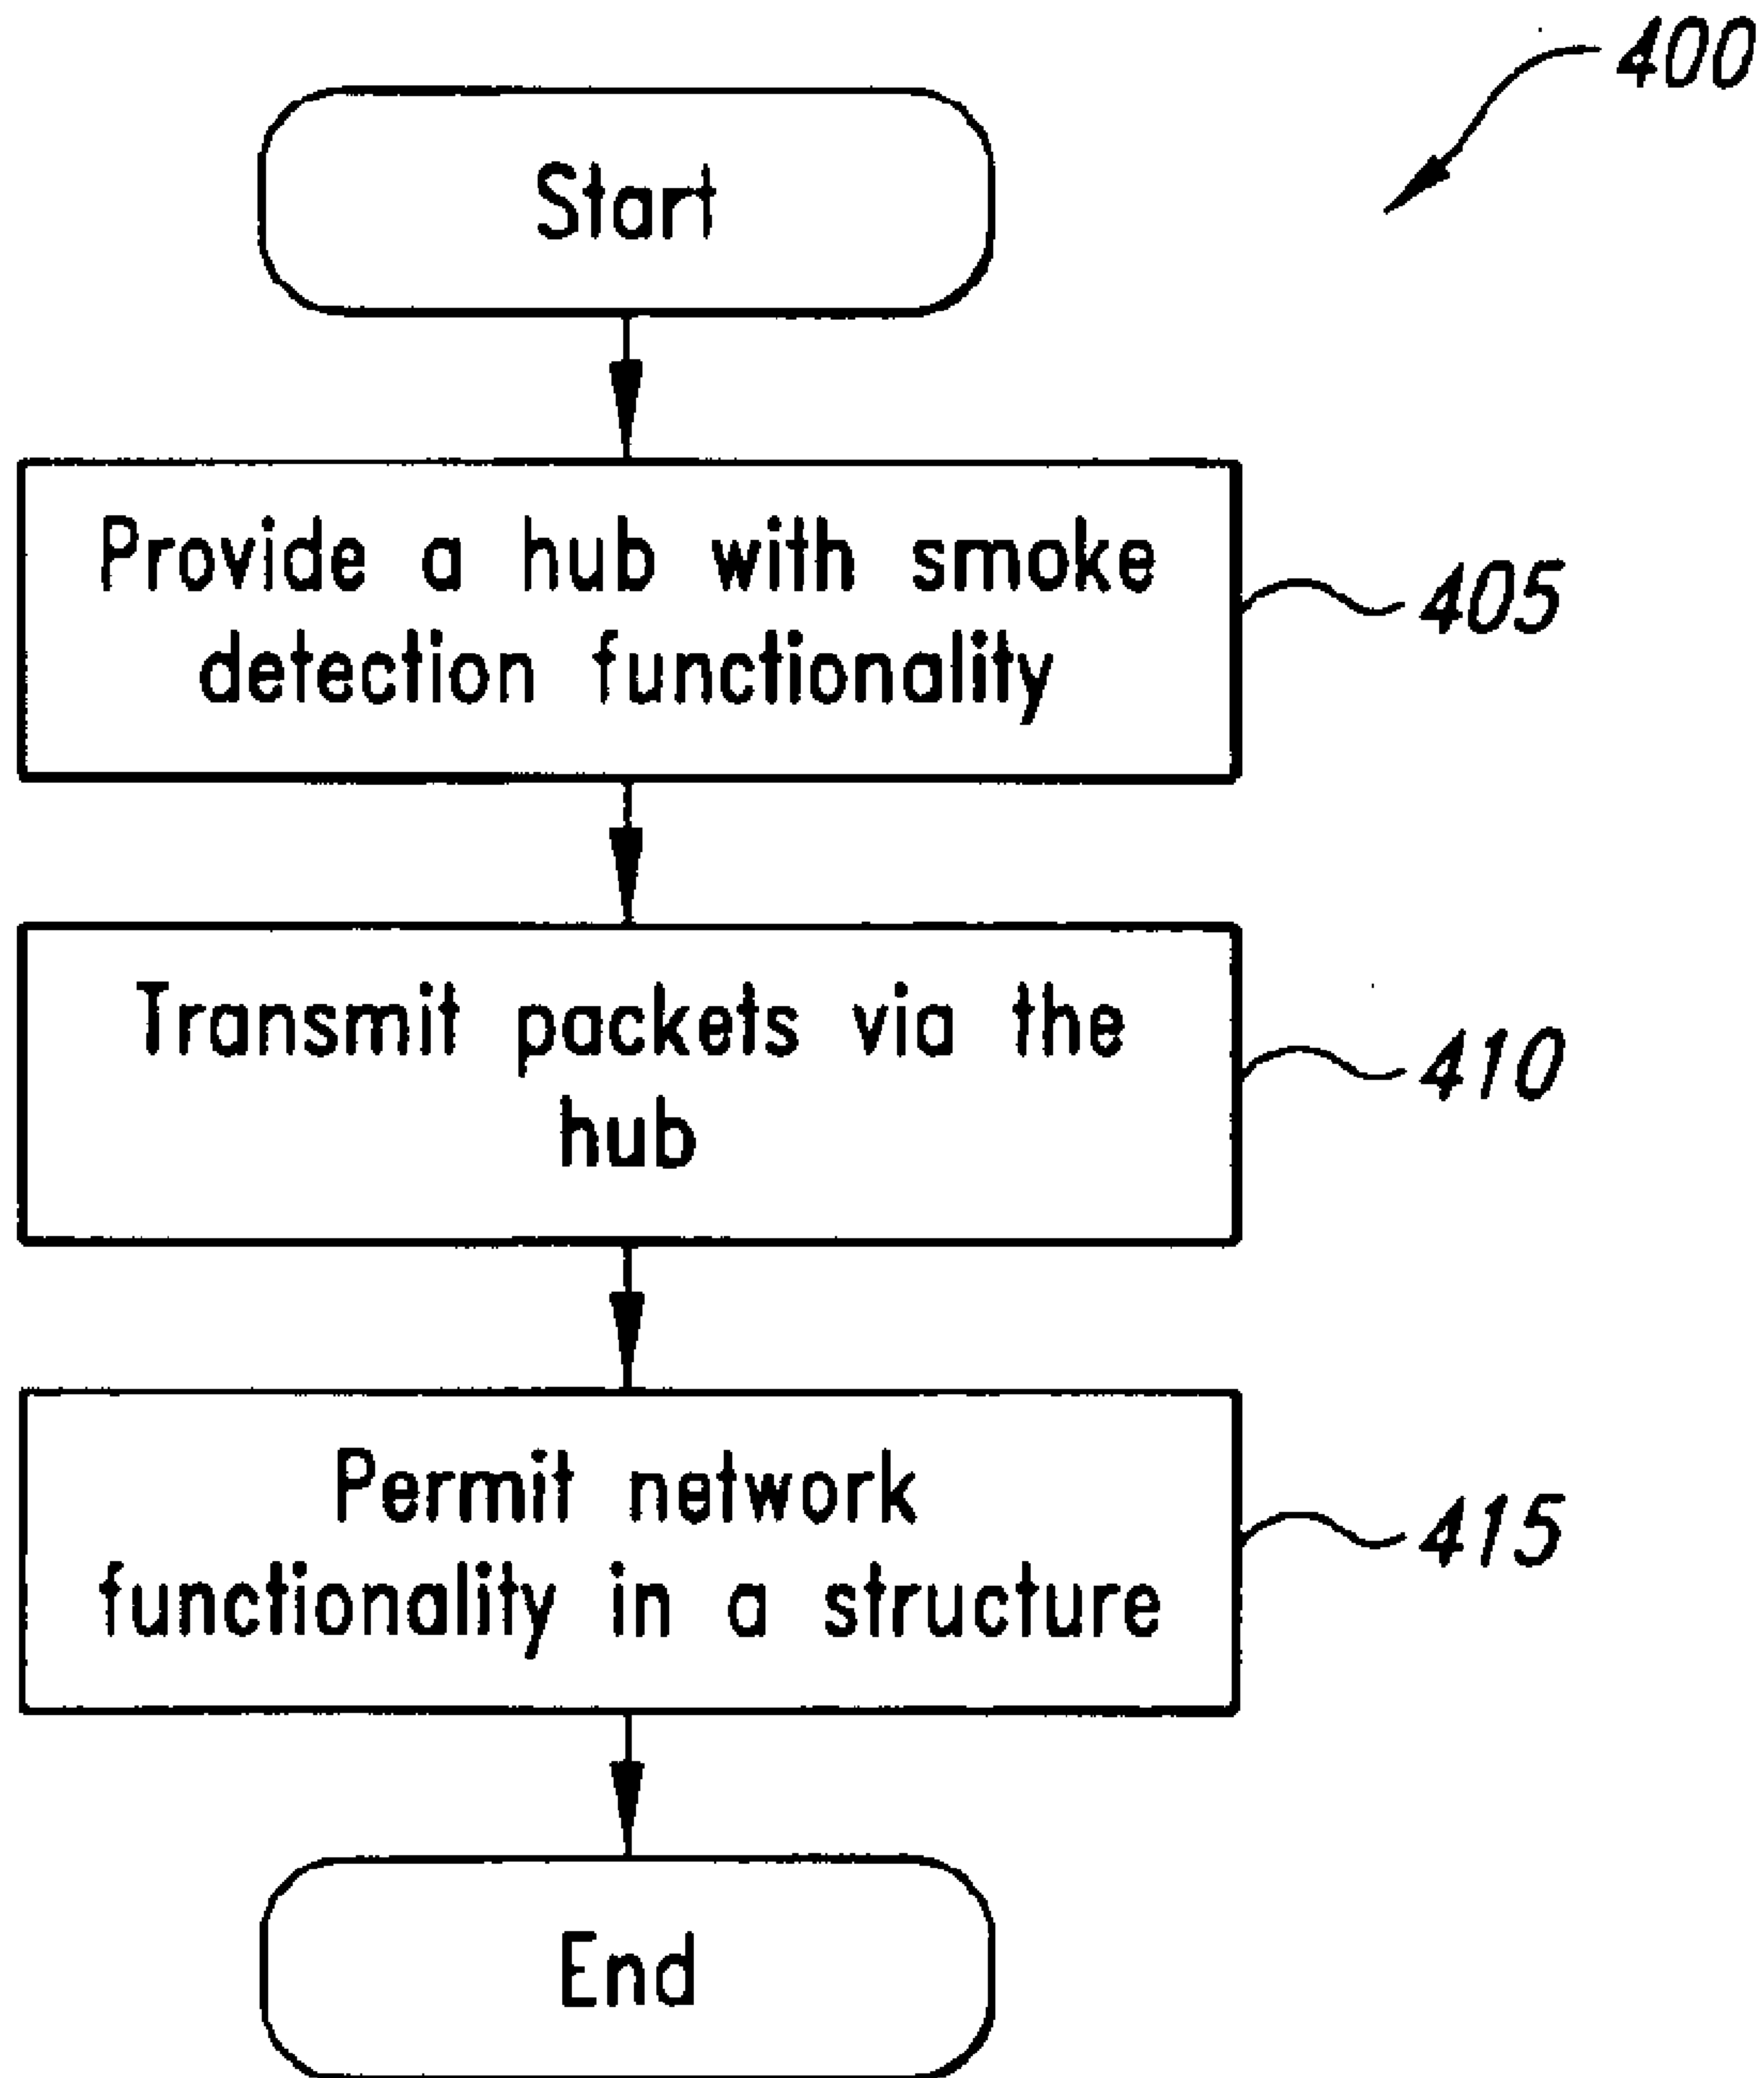 400
Start
Provide a hub with smoke
detection functionality
405
Transmit packets via the
hub
410
Permit network
functionality in a structure
415
End